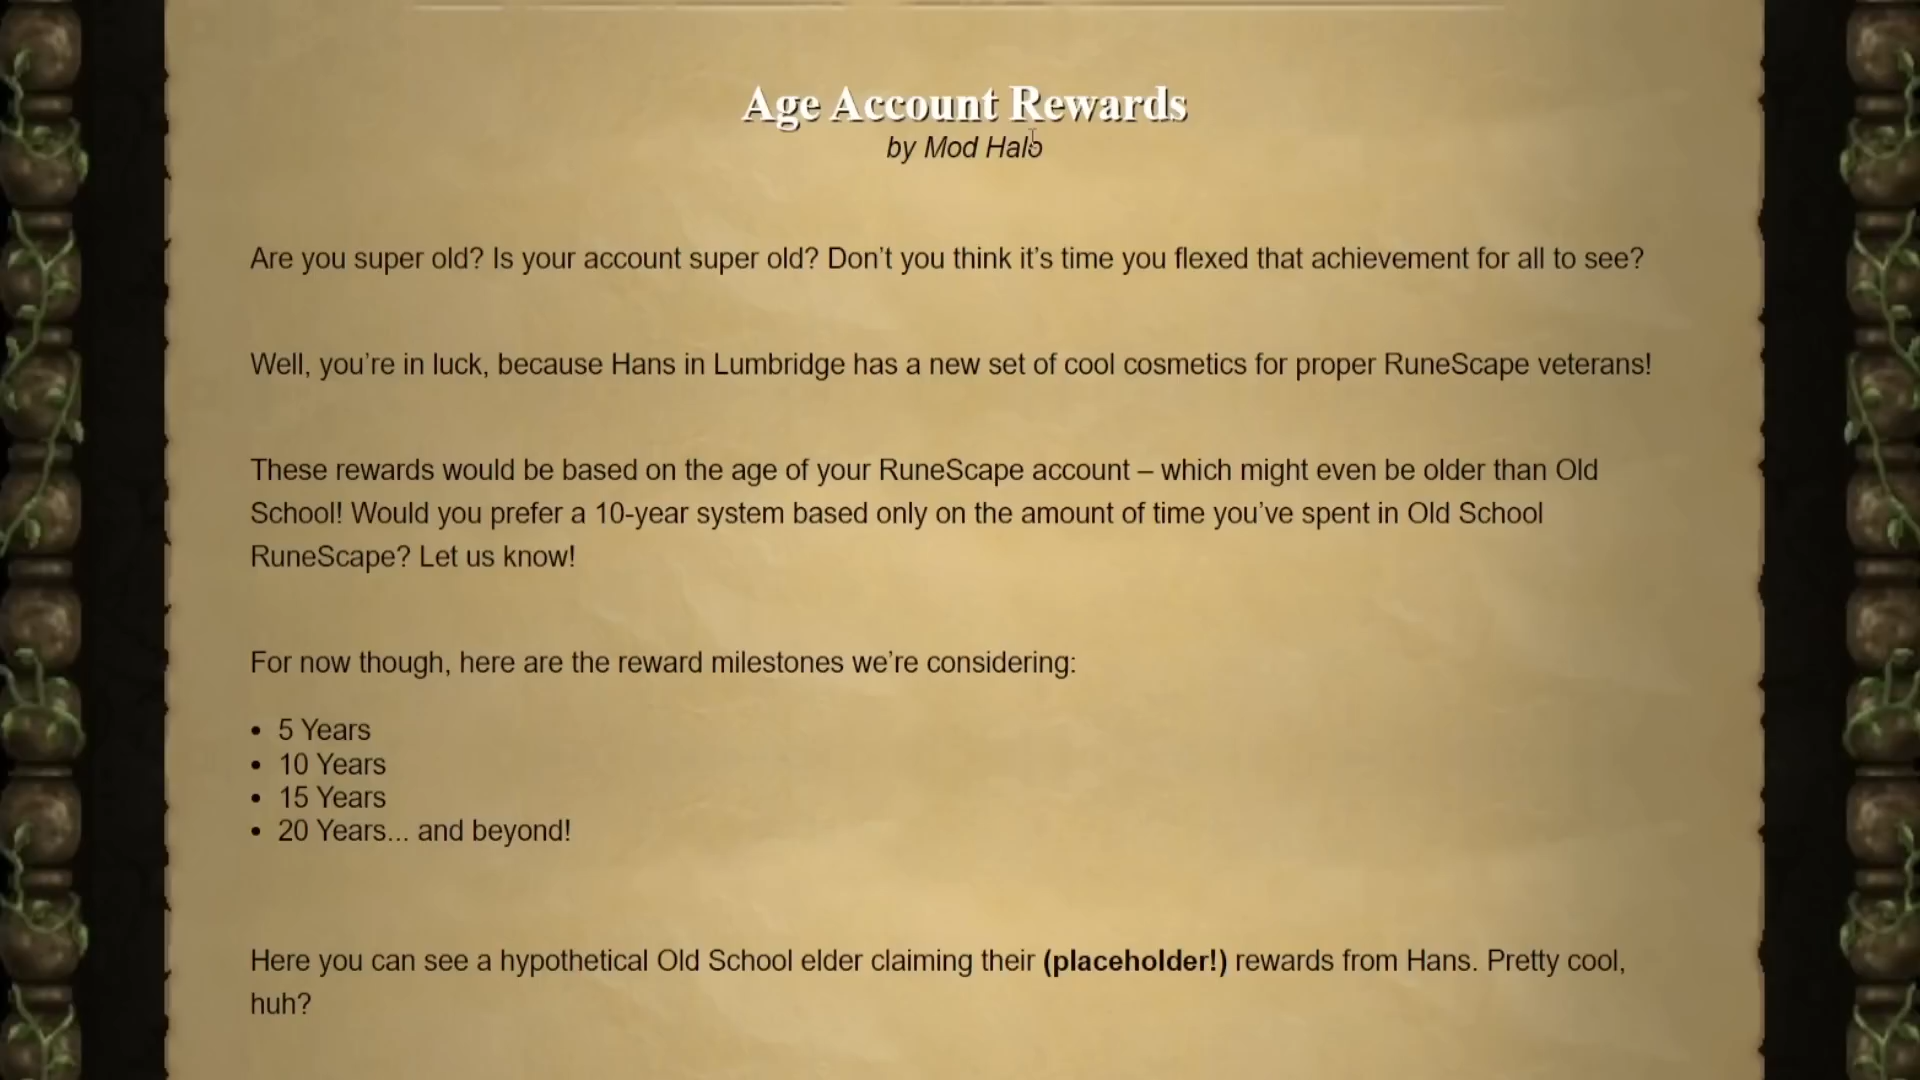 Age Account Rewards
by Mod Halo
Are you super old? Is your account super old? Don’t you think it’s time you flexed that achievement for all to see?
Well, you’re in luck, because Hans in Lumbridge has a new set of cool cosmetics for proper RuneScape veterans!
These rewards would be based on the age of your RuneScape account – which might even be older than Old
School! Would you prefer a 10-year system based only on the amount of time you’ve spent in Old School
RuneScape? Let us know!
For now though, here are the reward milestones we’re considering:
• 5 Years
• 10 Years
• 15 Years
• 20 Years... and beyond!
Here you can see a hypothetical Old School elder claiming their (placeholder!) rewards from Hans. Pretty cool,
huh?